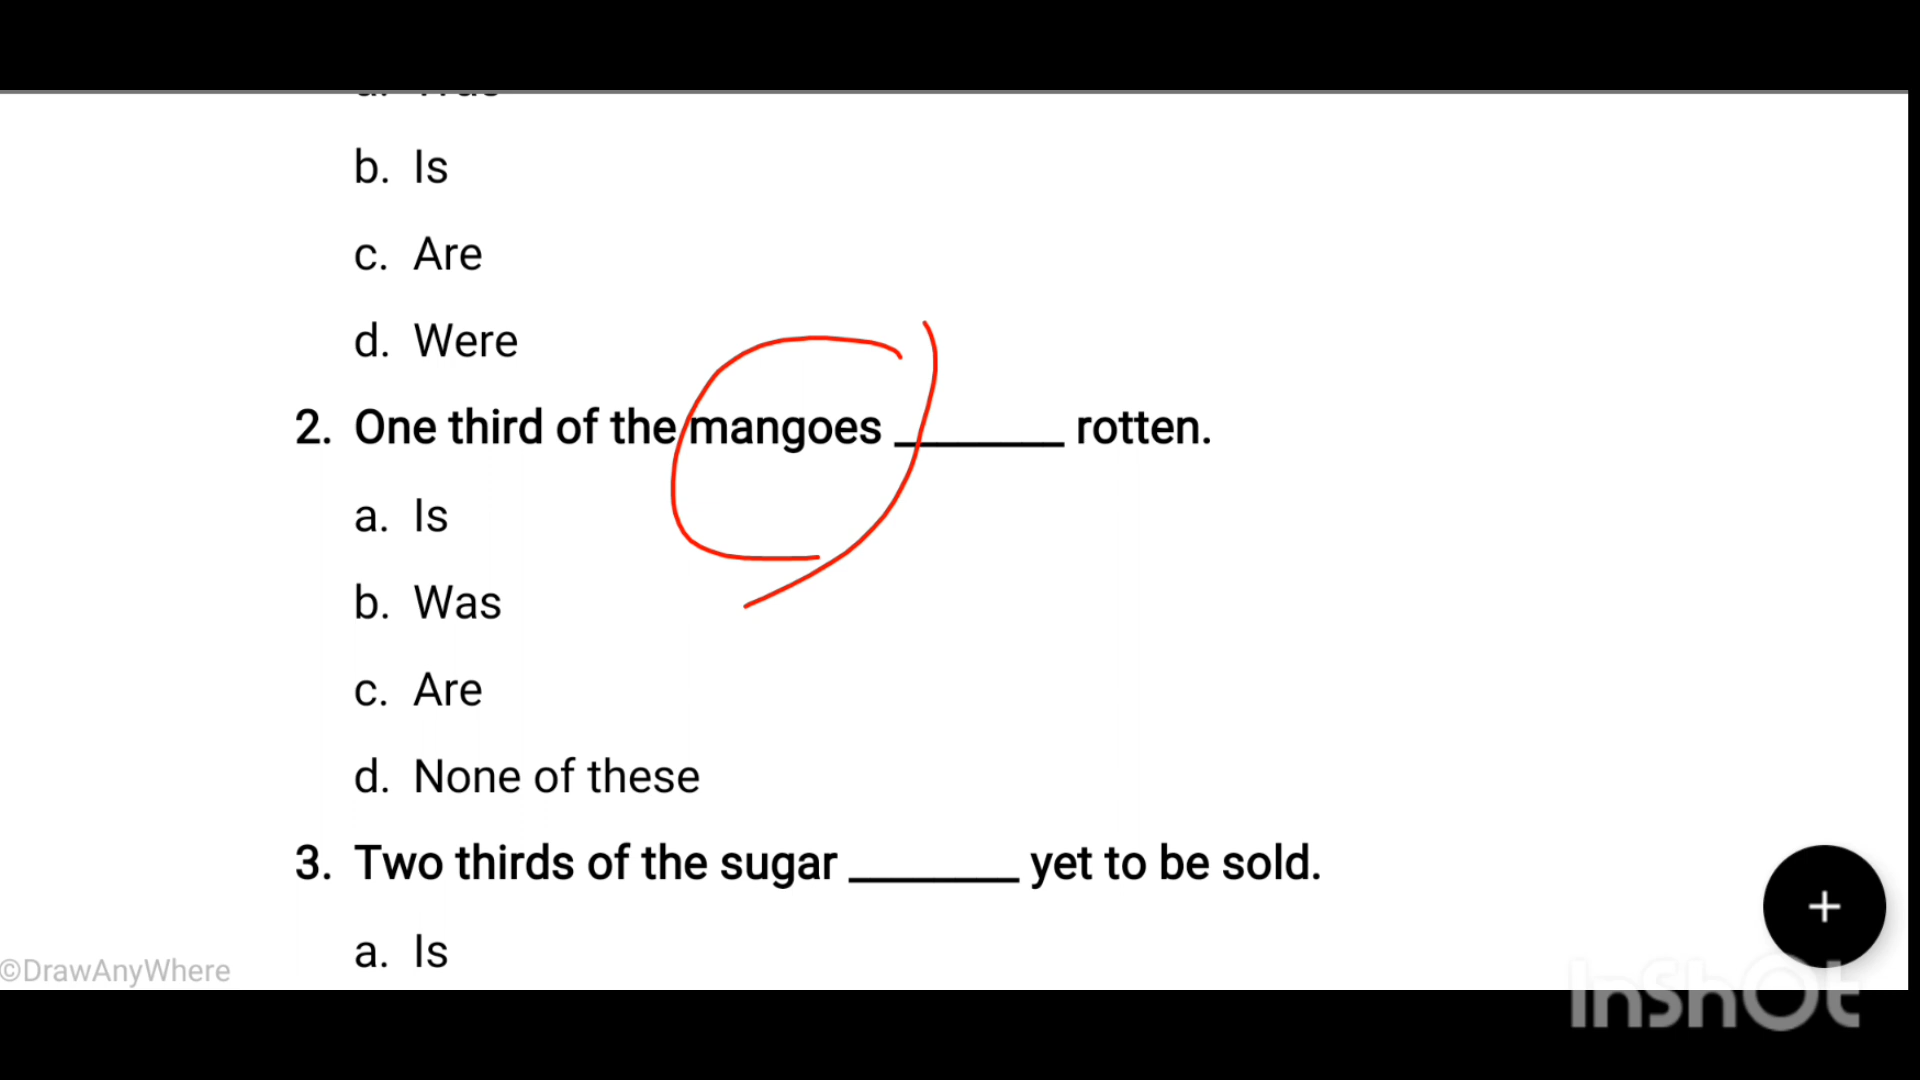 b. Is
c. Are
d. Were
2. One third of the mangoes ________ rotten.
a. Is
b. Was
c. Are
d. None of these
3. Two thirds of the sugar ________ yet to be sold.
a. Is
©DrawAnyWhere
+
InShOt